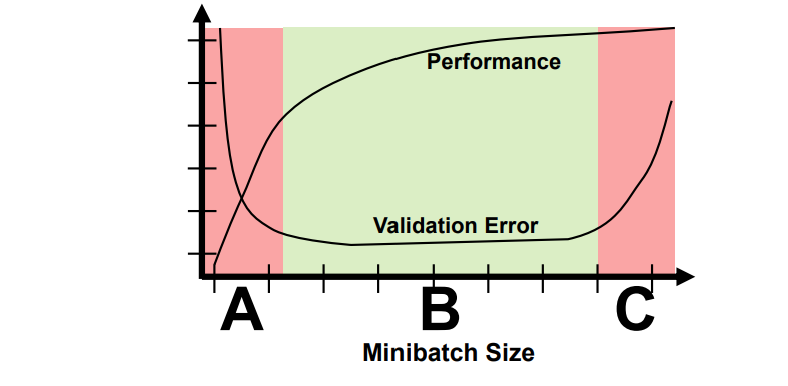 Performance
Validation Error
A B C
Minibatch Size